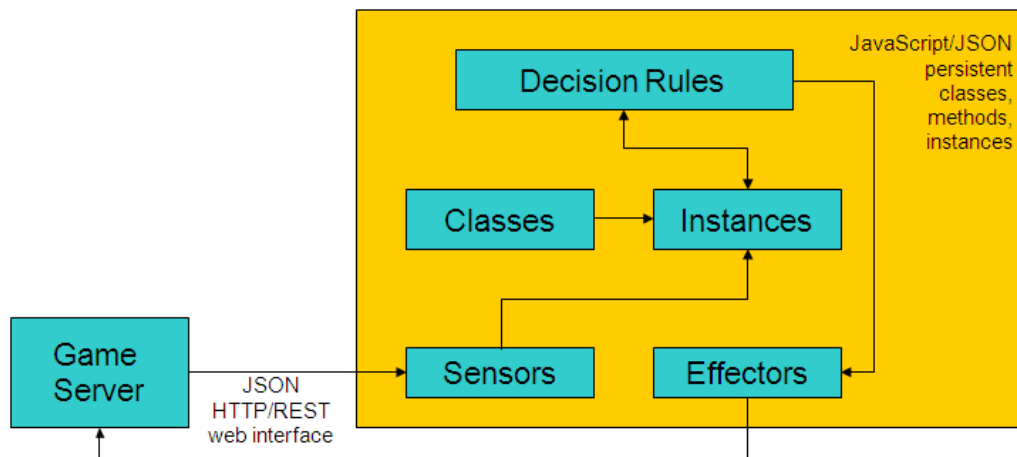 JavaScript/JSON
persistent
classes,
methods,
instances
Decision Rules
Classes
Instances
Game
Server
JSON
HTTP/REST
web interface
Sensors
Effectors